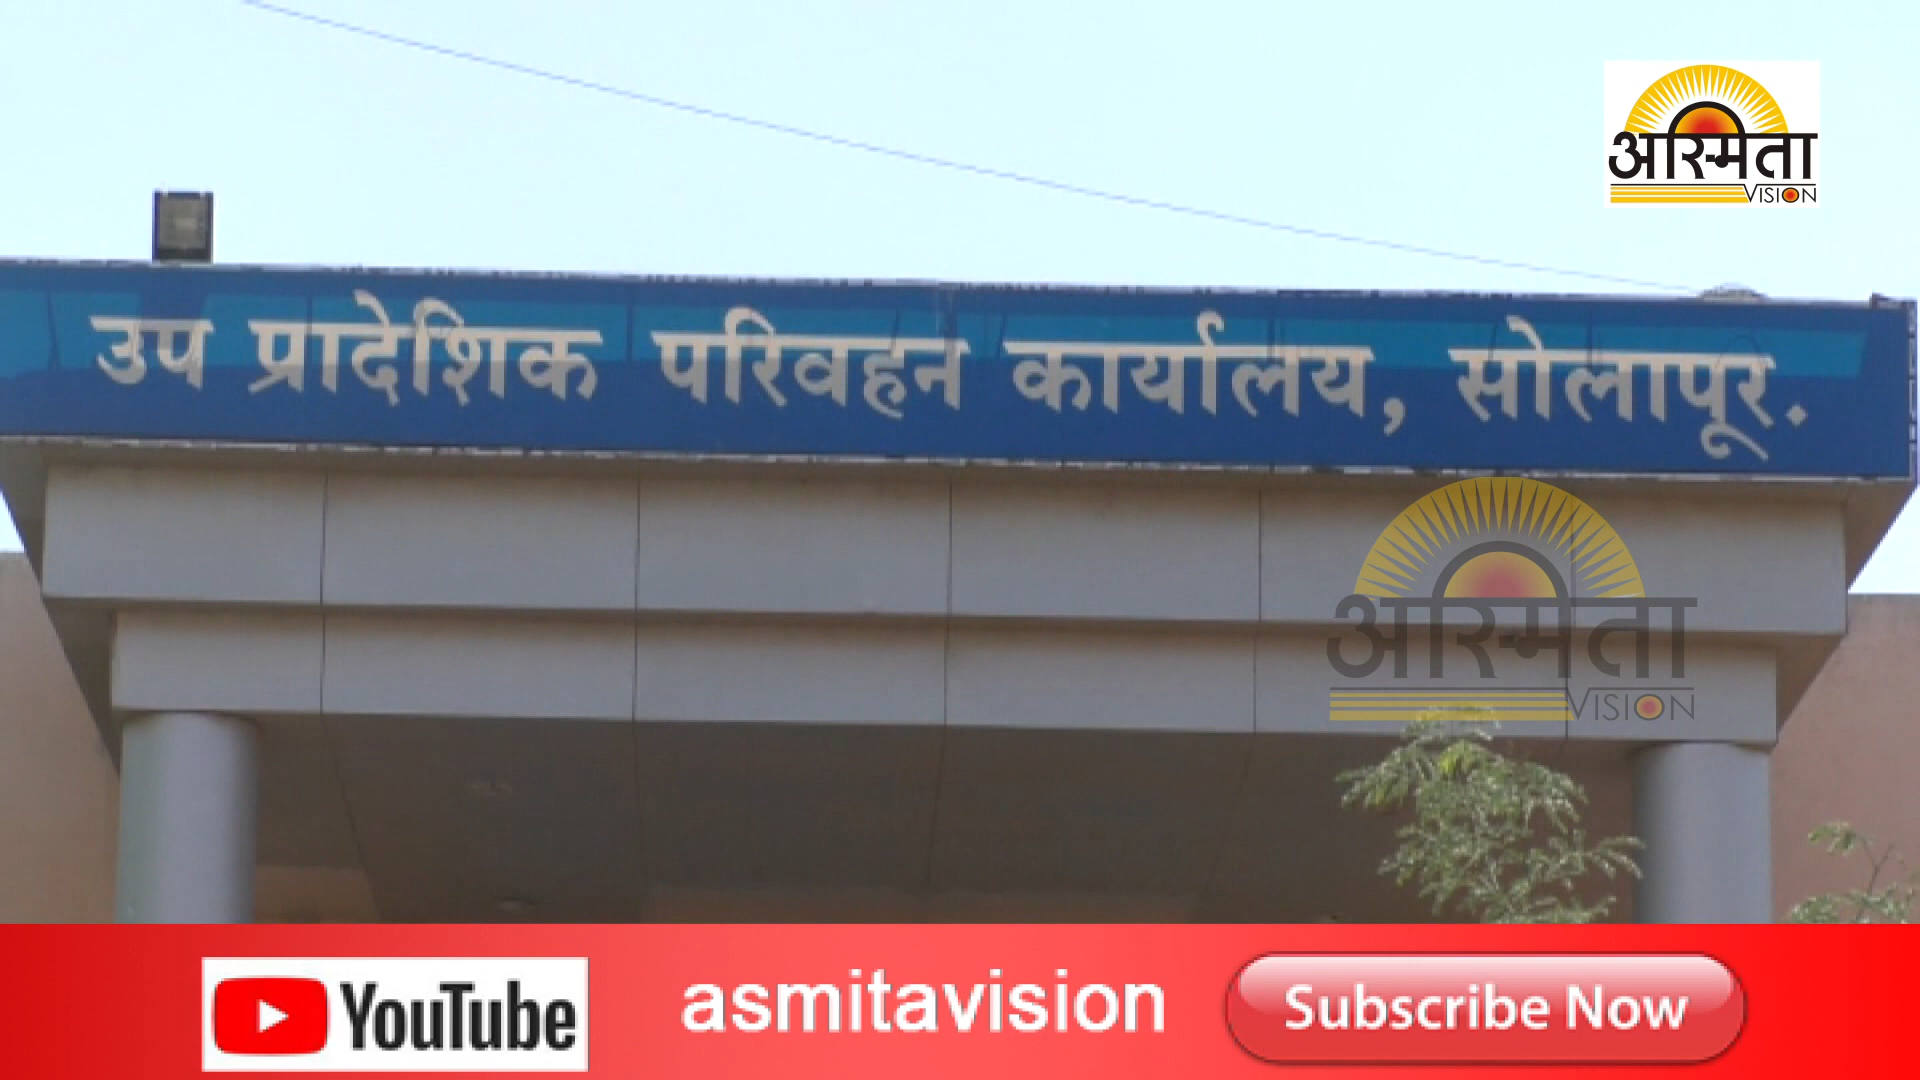 अस्मिता
VISION
उप प्रादेशिक परिवहन कार्यालय, सोलापूर.
अस्मिता
VISION
YouTube
asmitavision
Subscribe Now